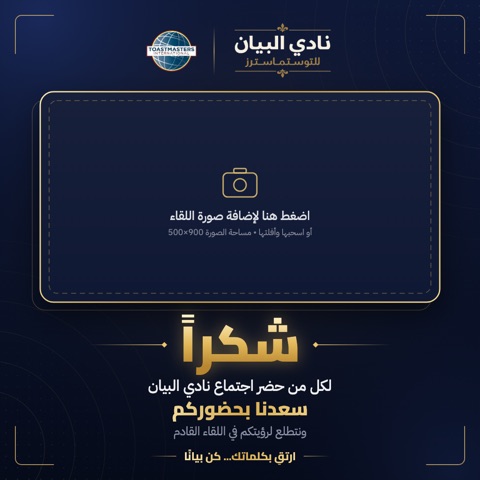 نادي البيان
للتوستماسترز
TOASTMASTERS
INTERNATIONAL
اضغط هنا لإضافة صورة اللقاء
أو اسحبها وأفلتها • مساحة الصورة 900×500
شكراً
لكل من حضر اجتماع نادي البيان
سعدنا بحضوركم
ونتطلع لرؤيتكم في اللقاء القادم
ارتقِ بكلماتك... كن بيانًا